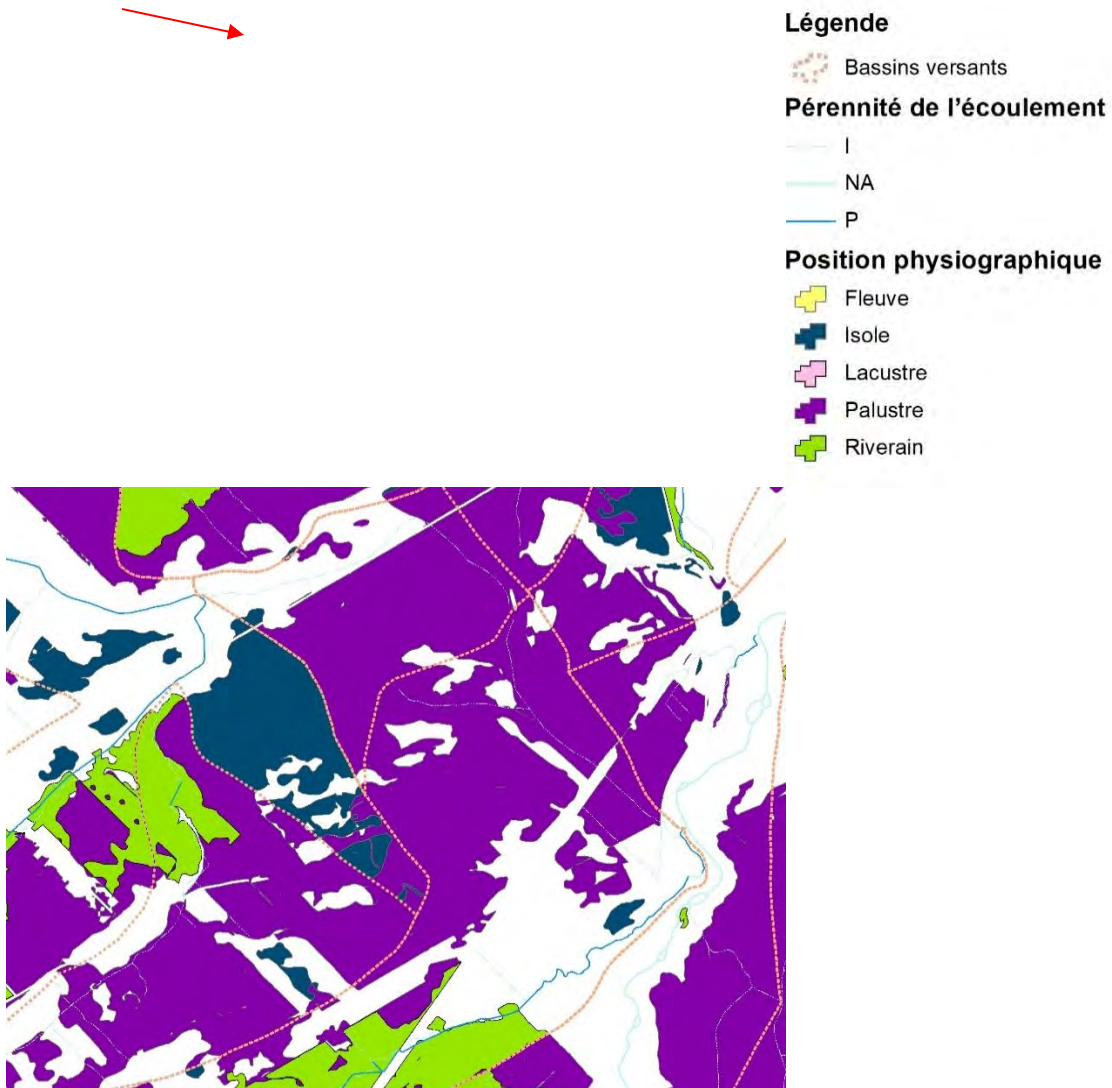 Légende
Bassins versants
Pérennité de l'écoulement
I
NA
P
Position physiographique
Fleuve
Isole
Lacustre
Palustre
Riverain